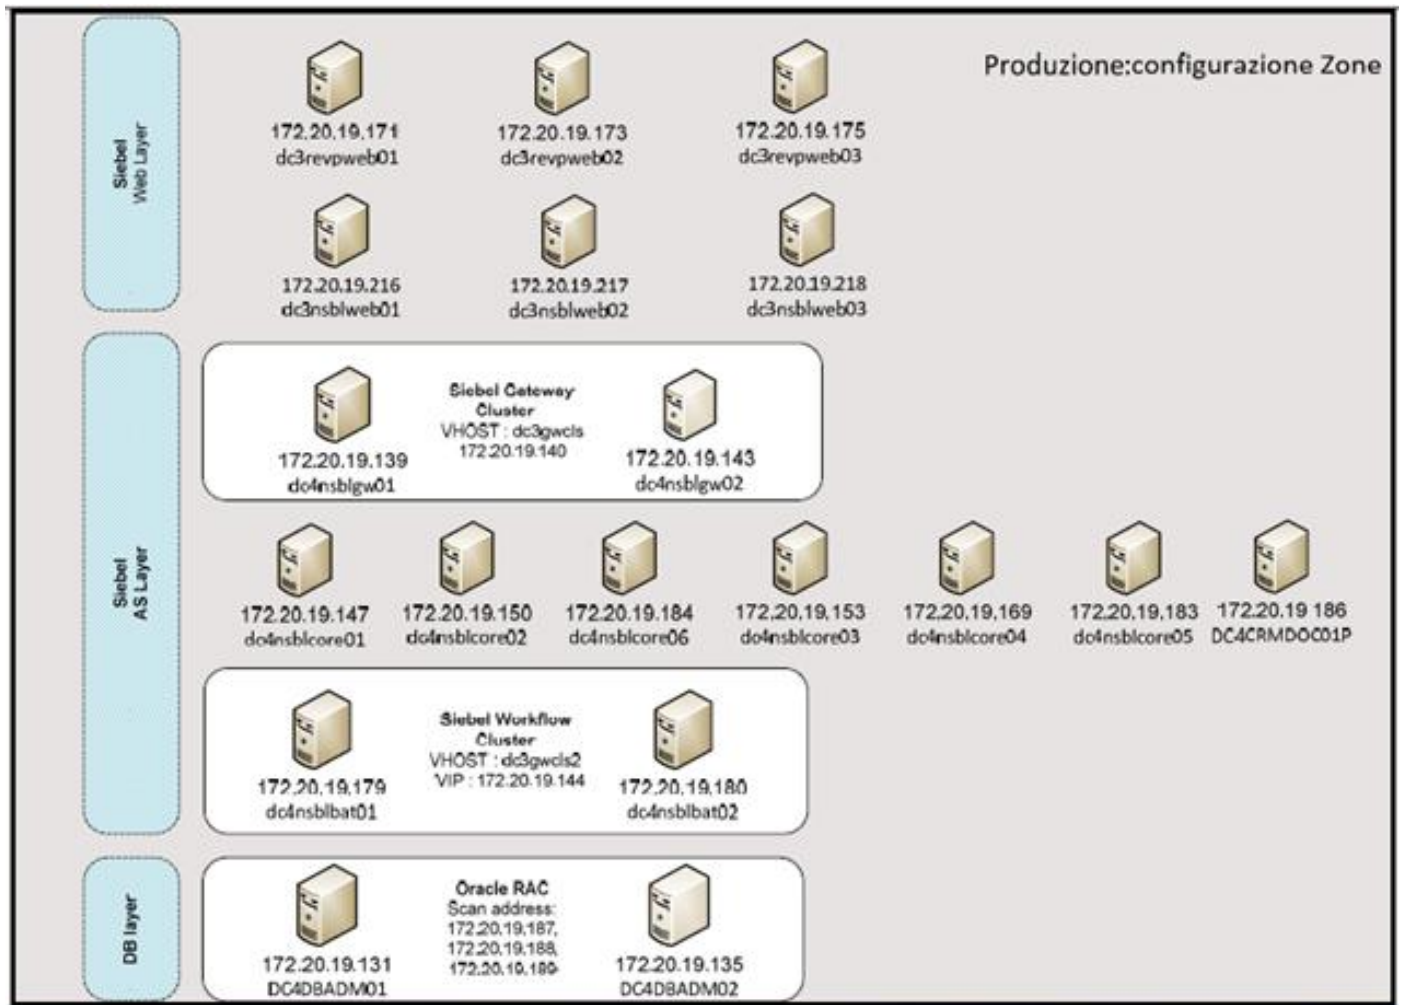 Produzione:configurazione Zone
Siebel
Web Layer
172.20.19.171
dc3revpweb01
172.20.19.173
dc3revpweb02
172.20.19.175
dc3revpweb03
172.20.19.216
dc3nsblweb01
172.20.19.217
dc3nsblweb02
172.20.19.218
dc3nsblweb03
Siebel
AS Layer
Siebel Gateway
Cluster
VHOST : dc3gwcls
172.20.19.140
172.20.19.139
dc4nsblgw01
172.20.19.143
dc4nsblgw02
172.20.19.147
dc4nsblcore01
172.20.19.150
dc4nsblcore02
172.20.19.184
dc4nsblcore06
172.20.19.153
dc4nsblcore03
172.20.19.169
dc4nsblcore04
172.20.19.183
dc4nsblcore05
172.20.19 186
DC4CRMDOC01P
Siebel Workflow
Cluster
VHOST : dc3gwcls2
VIP : 172.20.19.144
172.20.19.179
dc4nsblbat01
172.20.19.180
dc4nsblbat02
DB layer
Oracle RAC
Scan address:
172.20.19.187,
172.20.19.188,
172.20.19.189
172.20.19.131
DC4DBADM01
172.20.19.135
DC4DBADM02